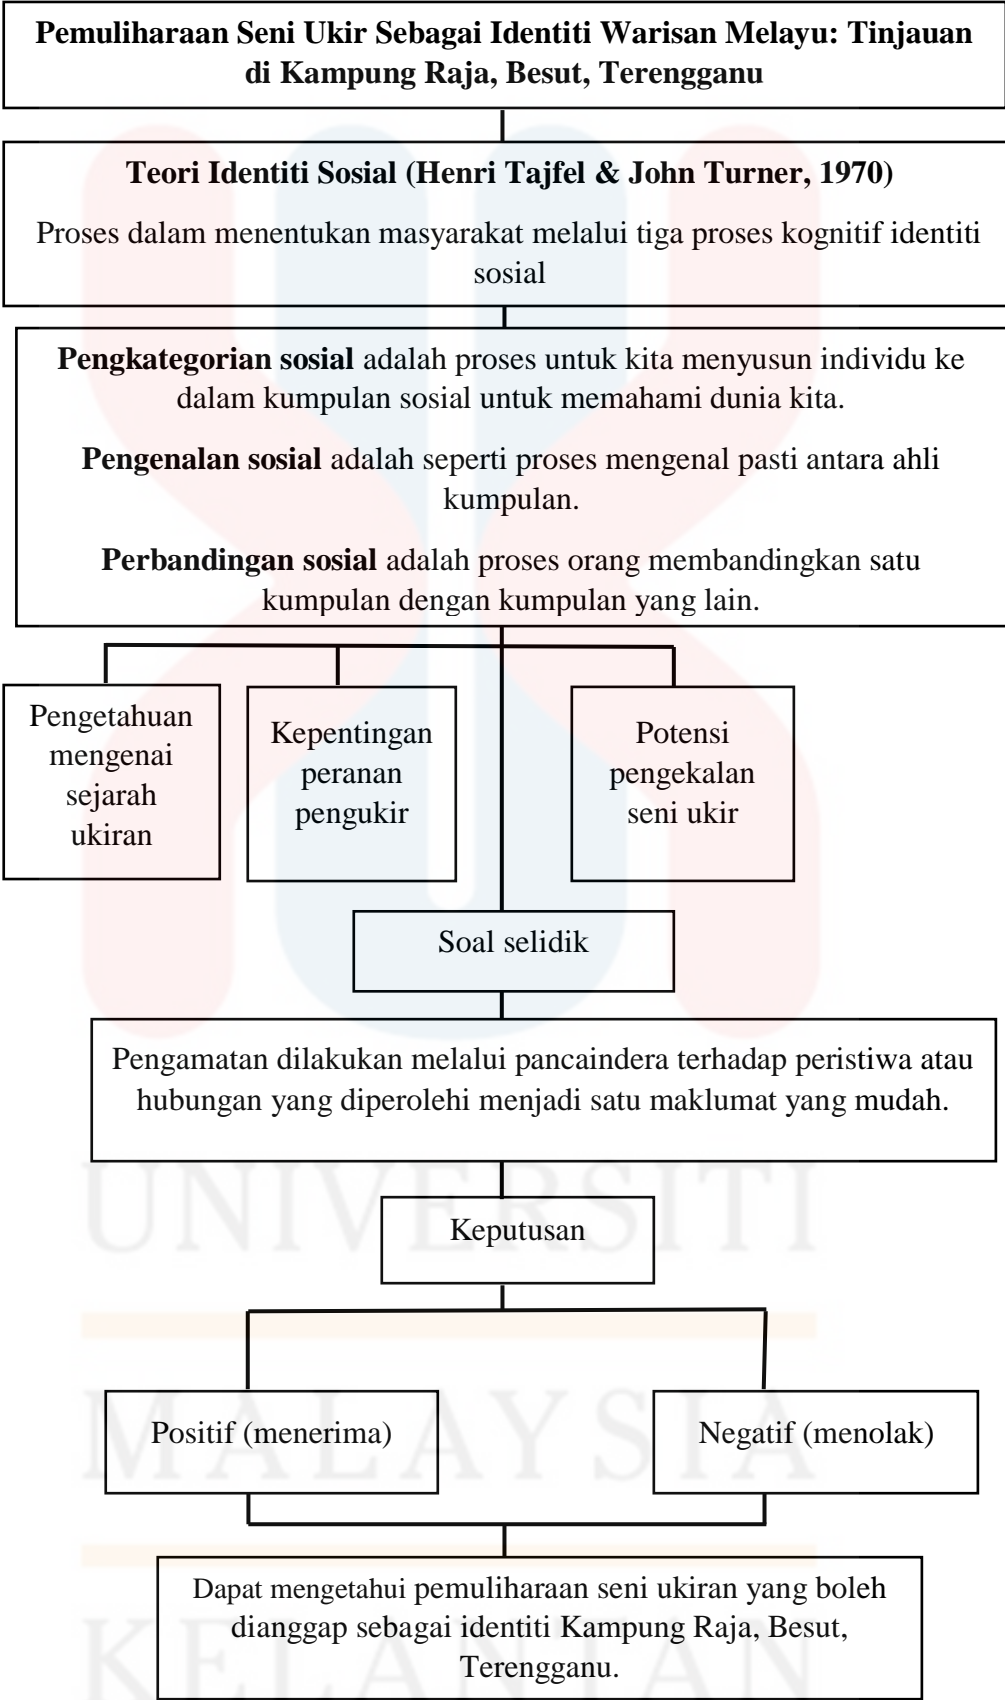 Pemuliharaan Seni Ukir Sebagai Identiti Warisan Melayu: Tinjauan
di Kampung Raja, Besut, Terengganu
Teori Identiti Sosial (Henri Tajfel & John Turner, 1970)
Proses dalam menentukan masyarakat melalui tiga proses kognitif identiti
sosial
Pengkategorian sosial adalah proses untuk kita menyusun individu ke
dalam kumpulan sosial untuk memahami dunia kita.
Pengenalan sosial adalah seperti proses mengenal pasti antara ahli
kumpulan.
Perbandingan sosial adalah proses orang membandingkan satu
kumpulan dengan kumpulan yang lain.
Pengetahuan
mengenai
sejarah
ukiran
Kepentingan
peranan
pengukir
Potensi
pengekalan
seni ukir
Soal selidik
Pengamatan dilakukan melalui pancaindera terhadap peristiwa atau
hubungan yang diperolehi menjadi satu maklumat yang mudah.
UNIVERSITI
Keputusan
MALAYSIA
Positif (menerima)
Negatif (menolak)
KELANTAN
Dapat mengetahui pemuliharaan seni ukiran yang boleh
dianggap sebagai identiti Kampung Raja, Besut,
Terengganu.